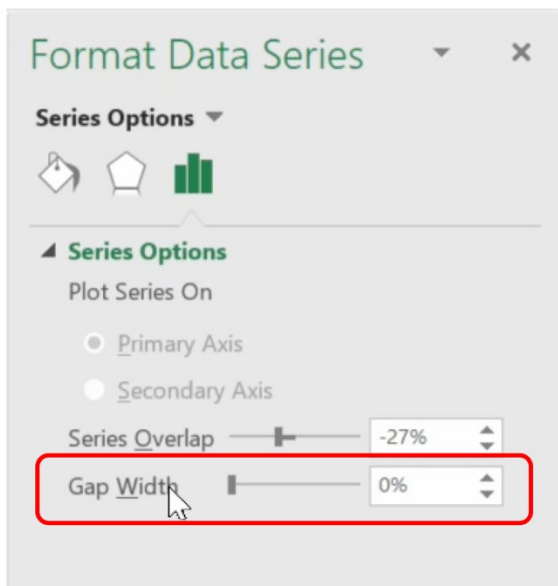 Format Data Series
Series Options
Series Options
Plot Series On
Primary Axis
Secondary Axis
Series Overlap -27%
Gap Width 0%